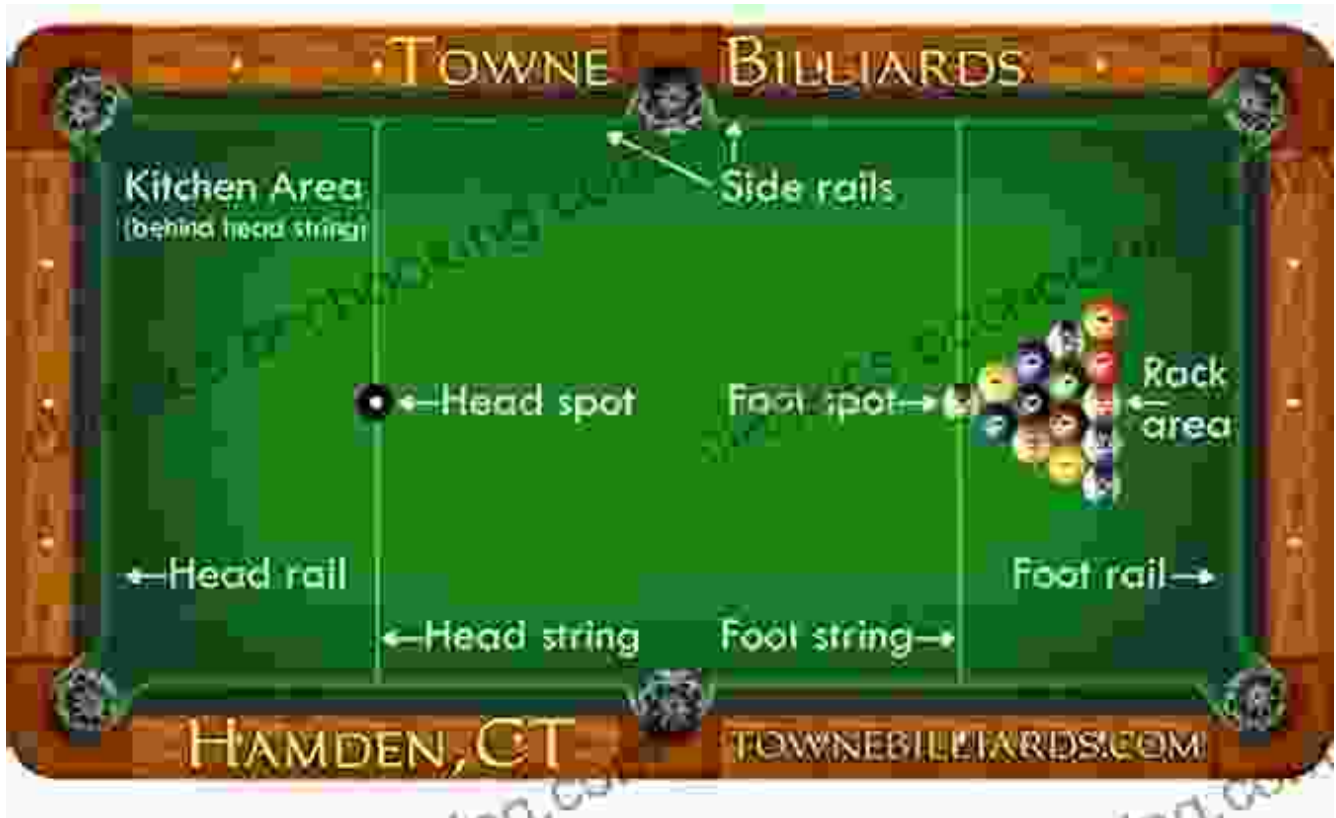 TOWNE BILLIARDS
Kitchen Area
(behind head string)
Side rails
Head spot
Foot spot
Rack
area
Head rail
Foot rail
Head string
Foot string
HAMDEN, CT
TOWNEBILLIARDS.COM